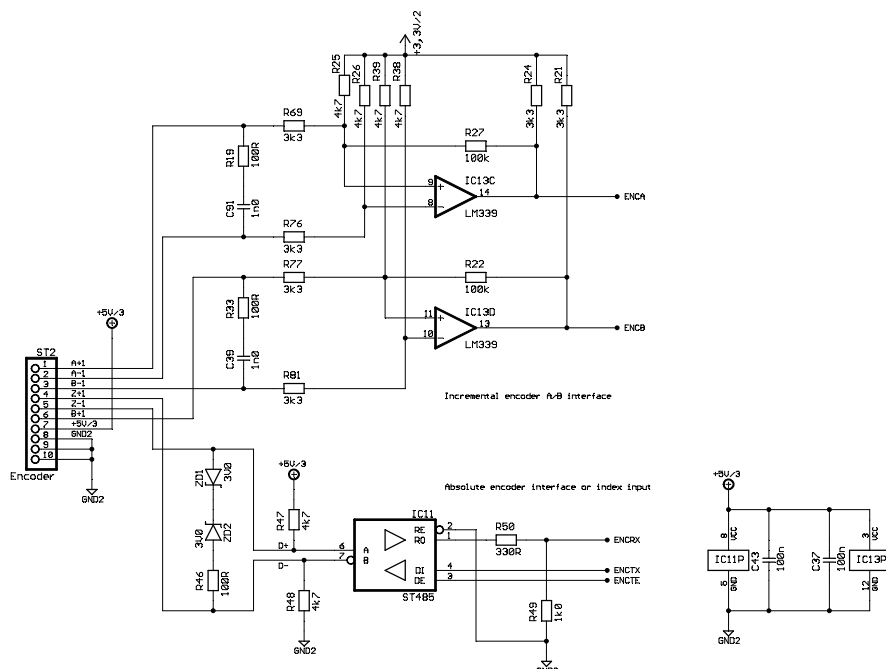 +3,3V/2
R25
4k7
R26
4k7
R39
4k7
R38
4k7
R24
3k3
R21
3k3
R69
3k3
R19
100R
R27
100k
C91
1n0
IC13C
9
8
14
LM339
ENCA
R76
3k3
R77
3k3
R22
100k
R33
100R
C39
1n0
IC13D
11
10
13
LM339
ENCB
R81
3k3
+5V/3
ST2
1 A+1
2 A-1
3 B-1
4 Z+1
5 Z-1
6 B+1
7 +5V/3
8 GND2
9
10
Encoder
GND2
Incremental encoder A/B interface
Absolute encoder interface or index input
ZD1
3V0
3V0
ZD2
R46
100R
+5V/3
R47
4k7
D+
D-
R48
4k7
GND2
IC11
6
7
A
B
RE
RO
DI
DE
2
1
4
3
ST485
R50
330R
R49
1k0
ENCRX
ENCTX
ENCTE
+5V/3
8
VCC
IC11P
5
GND
C43
100n
C37
100n
3
VCC
IC13P
12
GND
GND2